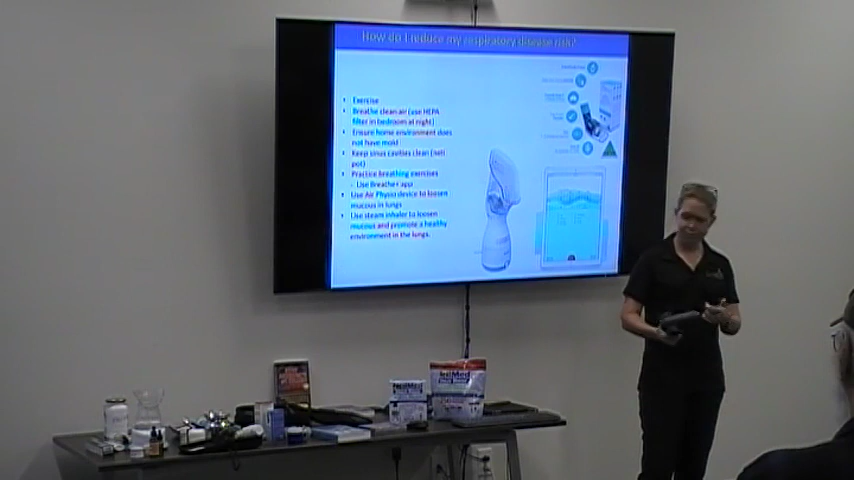 How do I reduce my respiratory disease risk?
• Exercise
• Breathe clean air (use HEPA
filter in bedroom at night)
• Ensure home environment does
not have mold
• Keep sinus cavities clean (neti
pot)
• Practice breathing exercises
- Use Breathe+ app
• Use Air Physio device to loosen
mucous in lungs
• Use steam inhaler to loosen
mucous and promote a healthy
environment in the lungs.
NeilMed
NeilMed